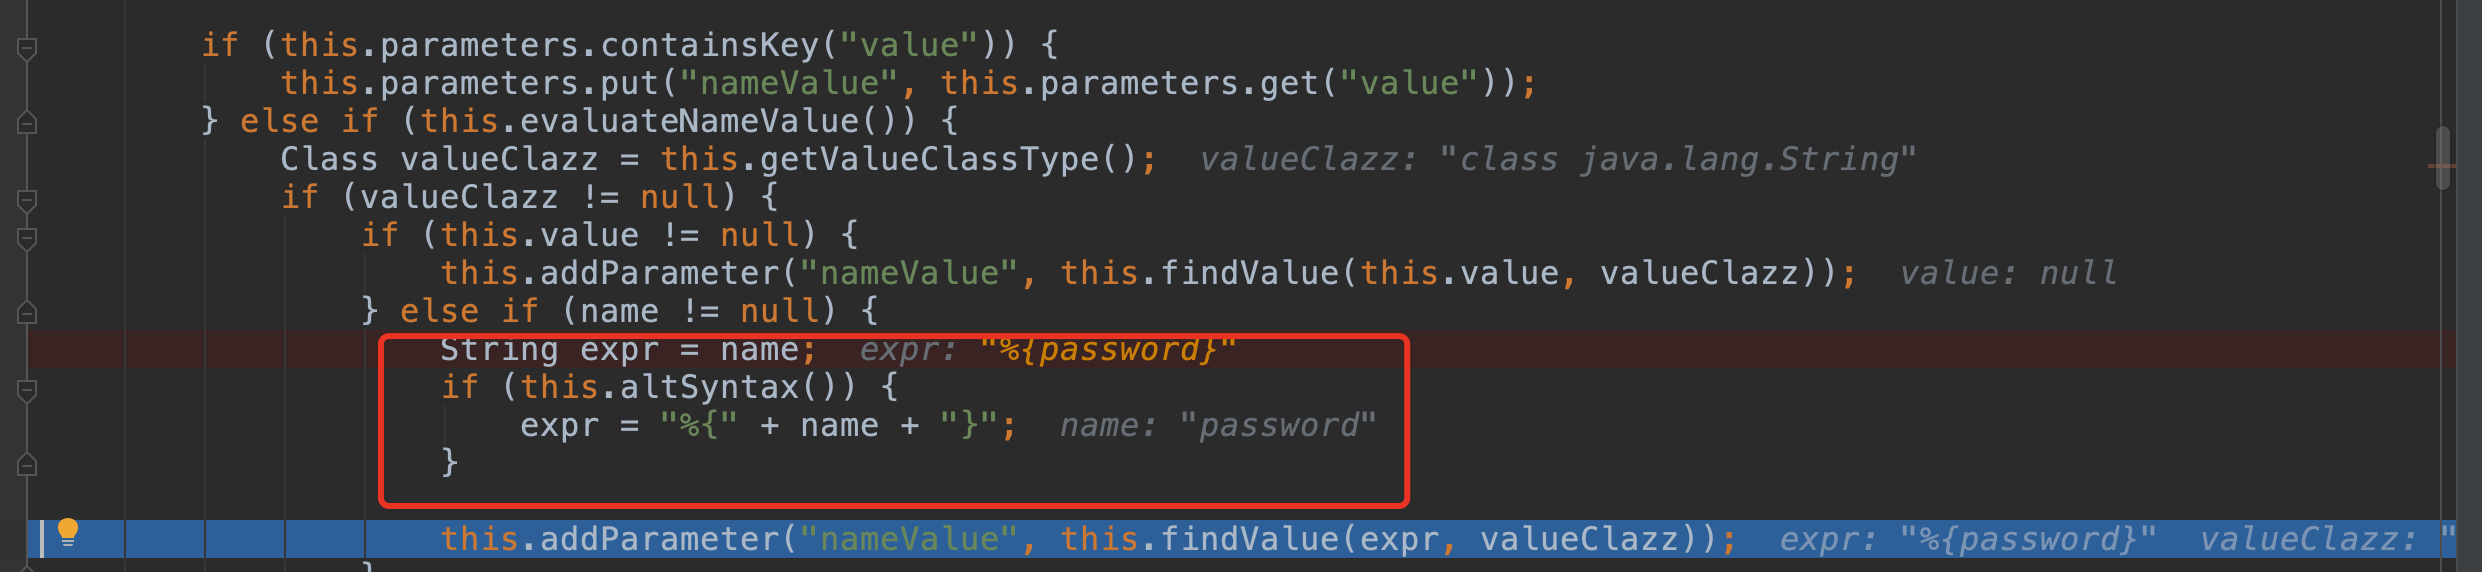 if (this.parameters.containsKey("value")) {
this.parameters.put("nameValue", this.parameters.get("value"));
} else if (this.evaluateNameValue()) {
Class valueClazz = this.getValueClassType();  valueClazz: "class java.lang.String"
if (valueClazz != null) {
if (this.value != null) {
this.addParameter("nameValue", this.findValue(this.value, valueClazz));  value: null
} else if (name != null) {
String expr = name;  expr: "%{password}"
if (this.altSyntax()) {
expr = "%{" + name + "}";  name: "password"
}
this.addParameter("nameValue", this.findValue(expr, valueClazz));  expr: "%{password}"  valueClazz: "
}